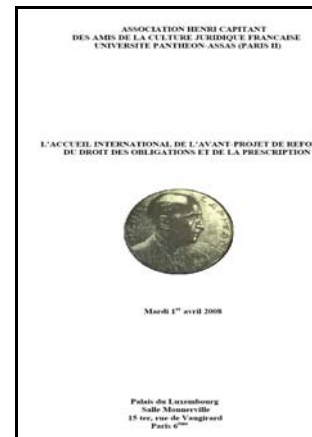 ASSOCIATION HENRI CAPITANT
DES AMIS DE LA CULTURE JURIDIQUE FRANCAISE
UNIVERSITE PANTHEON-ASSAS (PARIS II)
L'ACCUEIL INTERNATIONAL DE L'AVANT-PROJET DE REFO
DU DROIT DES OBLIGATIONS ET DE LA PRESCRIPTION
Mardi 1er avril 2008
Palais du Luxembourg
Salle Monnerville
15 ter, rue de Vaugirard
Paris 6ème